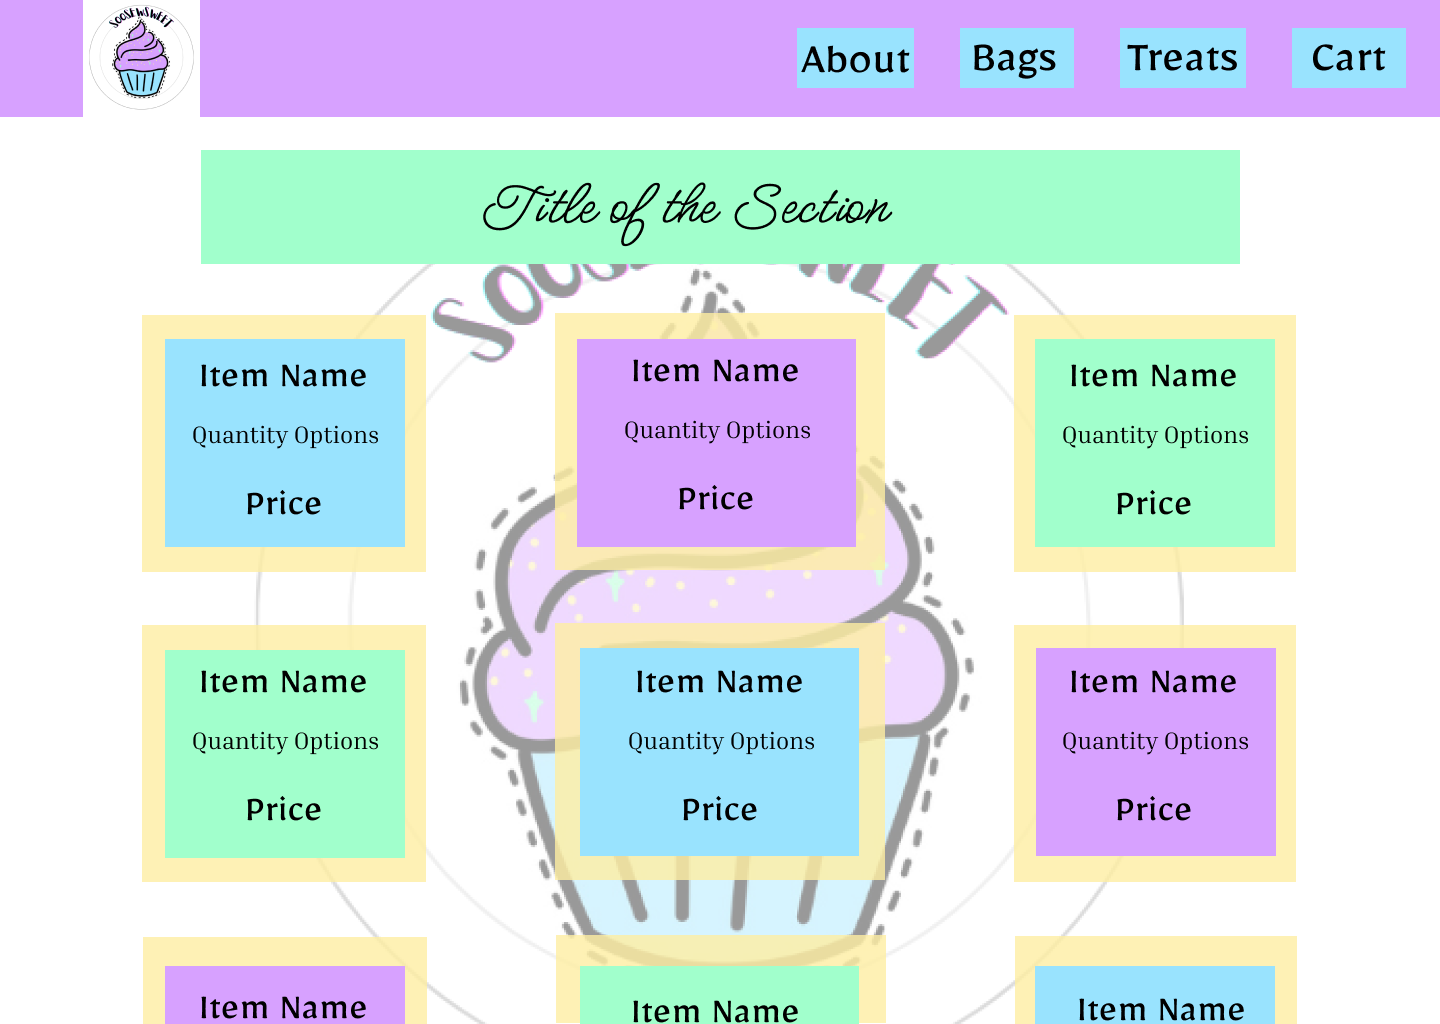 SOOSEWSWEET
About Bags Treats Cart
Title of the Section
Item Name Item Name Item Name
Quantity Options Quantity Options Quantity Options
Price Price Price
Item Name Item Name Item Name
Quantity Options Quantity Options Quantity Options
Price Price Price
Item Name Item Name Item Name